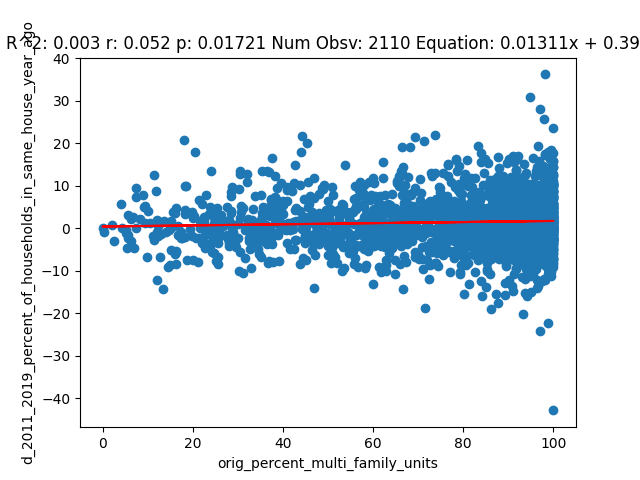 R^2: 0.003 r: 0.052 p: 0.01721 Num Obsv: 2110 Equation: 0.01311x + 0.39
d_2011_2019_percent_of_households_in_same_house_year_ago
40
30
20
10
0
−10
−20
−30
−40
0 20 40 60 80 100
orig_percent_multi_family_units